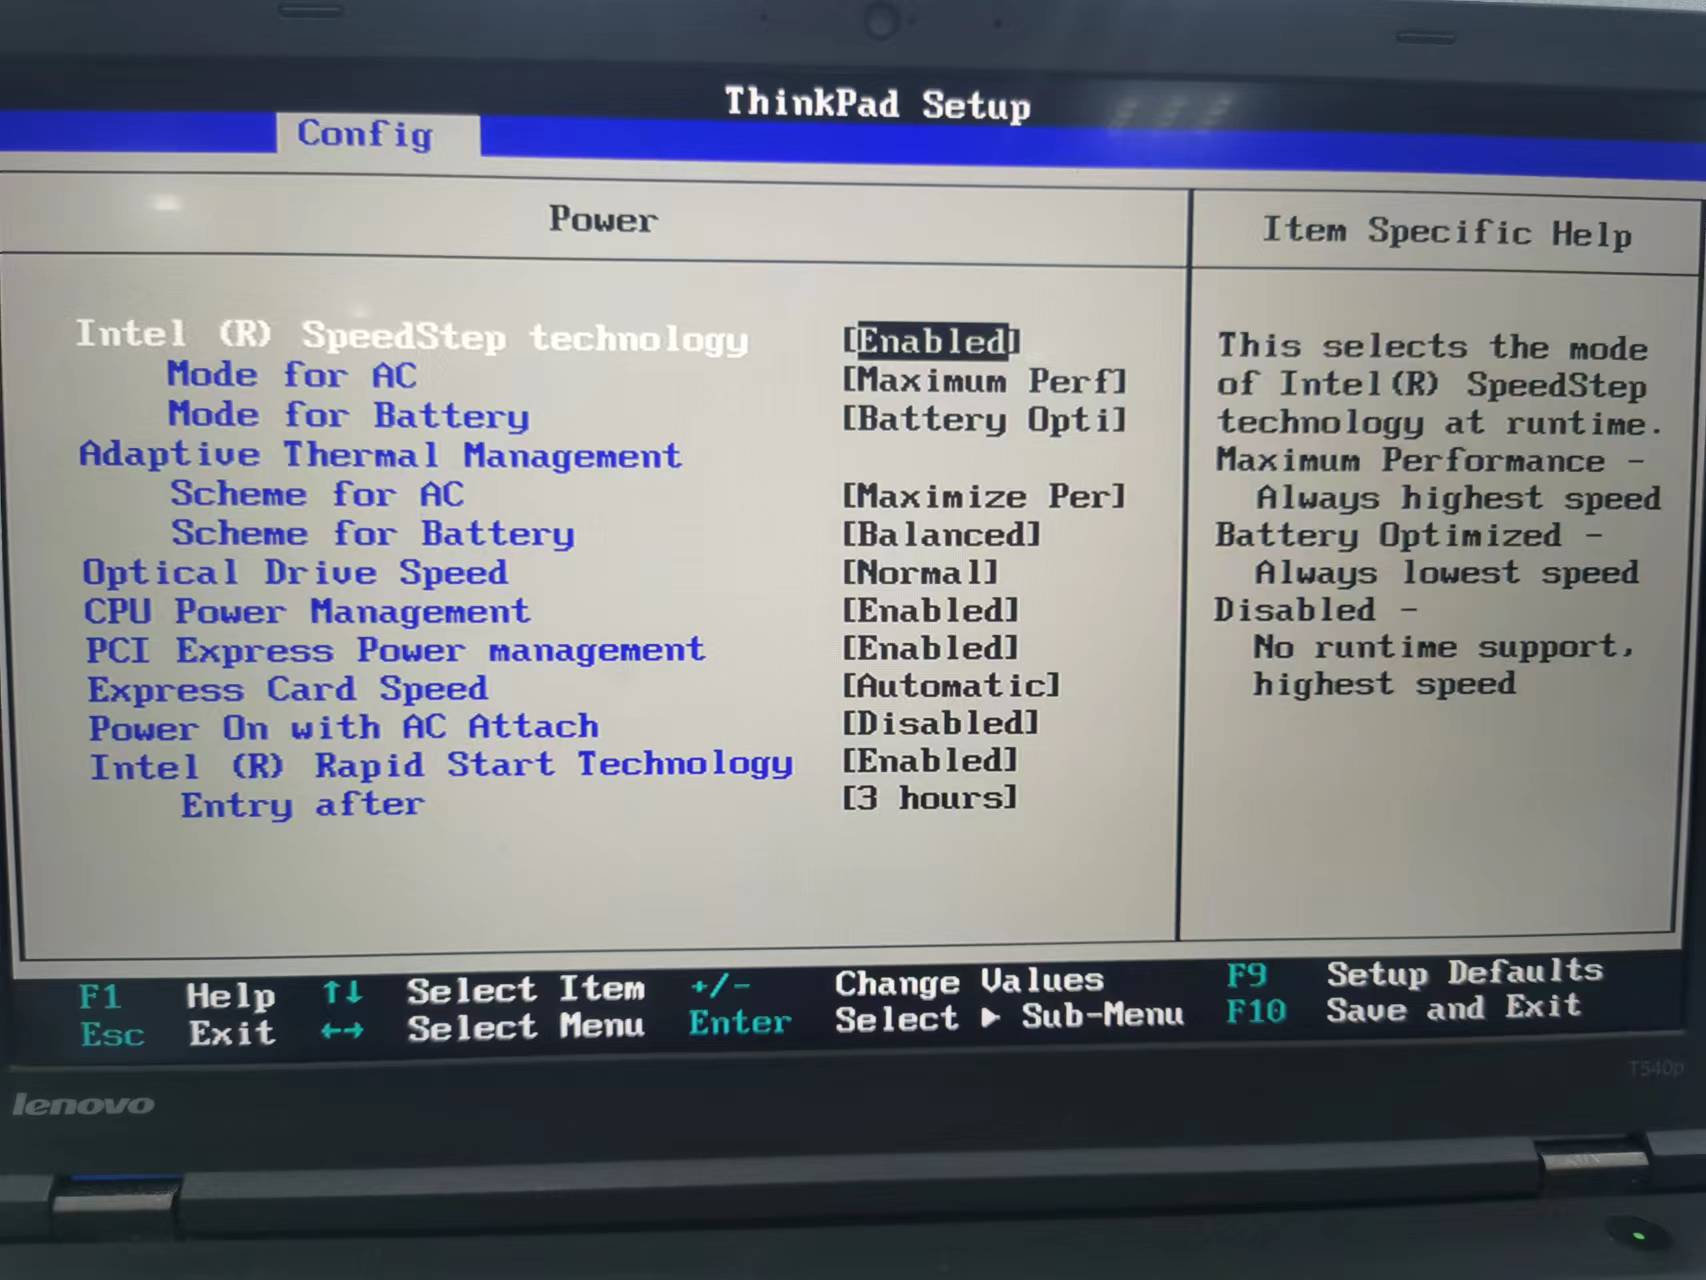 ThinkPad Setup
Config
Power
Item Specific Help
Intel (R) SpeedStep technology [Enabled]
Mode for AC [Maximum Perf]
Mode for Battery [Battery Opti]
Adaptive Thermal Management
Scheme for AC [Maximize Per]
Scheme for Battery [Balanced]
Optical Drive Speed [Normal]
CPU Power Management [Enabled]
PCI Express Power management [Enabled]
Express Card Speed [Automatic]
Power On with AC Attach [Disabled]
Intel (R) Rapid Start Technology [Enabled]
Entry after [3 hours]
This selects the mode
of Intel(R) SpeedStep
technology at runtime.
Maximum Performance -
Always highest speed
Battery Optimized -
Always lowest speed
Disabled -
No runtime support,
highest speed
F1 Help ↑↓ Select Item +/- Change Values F9 Setup Defaults
Esc Exit ←→ Select Menu Enter Select ▶ Sub-Menu F10 Save and Exit
T540p
lenovo